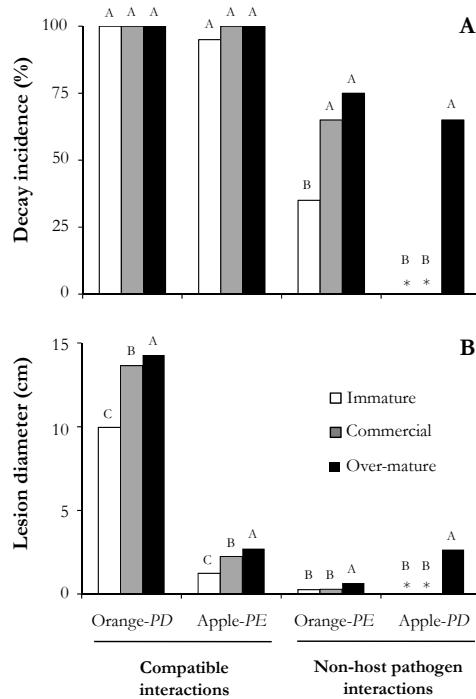 A
100
75
50
25
0
Decay incidence (%)
A A A
A
A A
B
A
A
B B
* *
A
B
15
10
5
0
Lesion diameter (cm)
C
B
A
C
B
A
B B
A
B B
* *
A
Immature
Commercial
Over-mature
Orange-PD Apple-PE Orange-PE Apple-PD
Compatible interactions
Non-host pathogen interactions